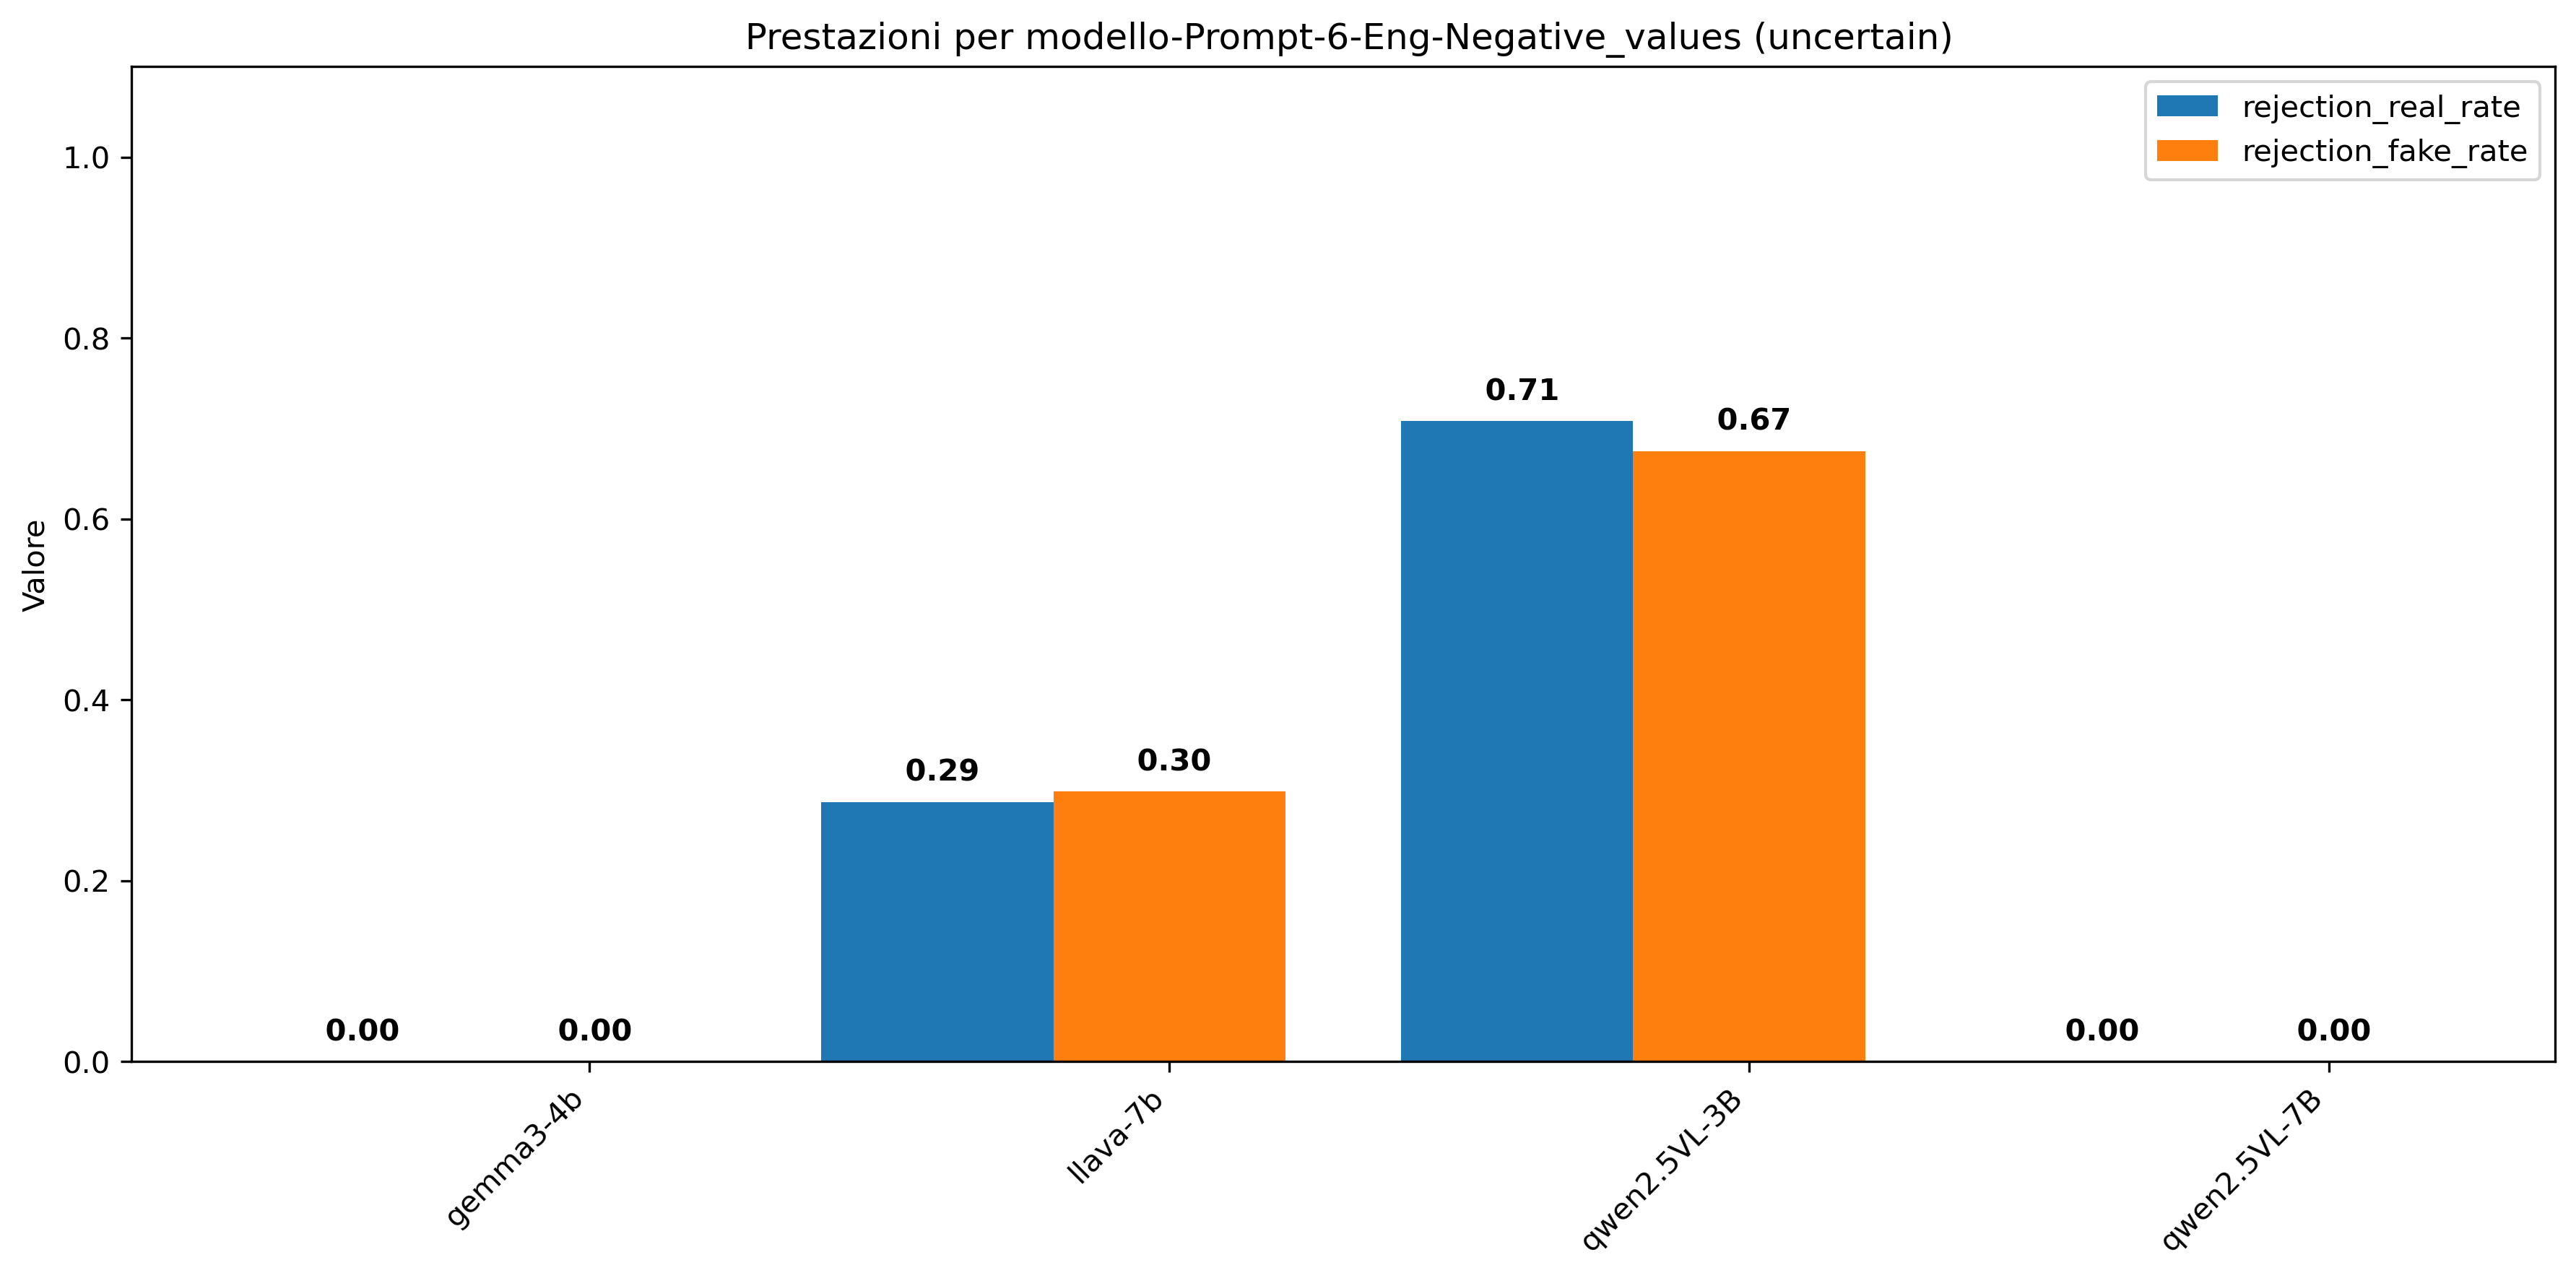 Prestazioni per modello-Prompt-6-Eng-Negative_values (uncertain)
rejection_real_rate
rejection_fake_rate
Valore
1.0
0.8
0.6
0.4
0.2
0.0
0.00
0.00
0.29
0.30
0.71
0.67
0.00
0.00
gemma3-4b
llava-7b
qwen2.5VL-3B
qwen2.5VL-7B